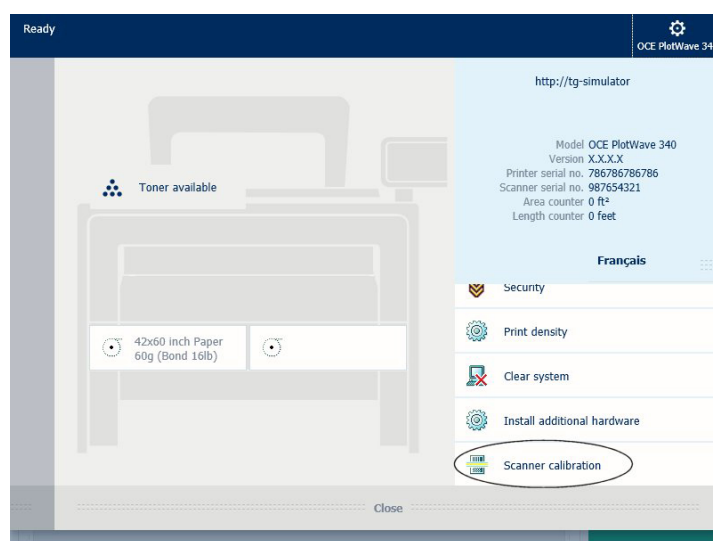 Ready
OCE PlotWave 34
http://tg-simulator
Model OCE PlotWave 340
Version X.X.X.X
Printer serial no. 786786786786
Scanner serial no. 987654321
Area counter 0 ft²
Length counter 0 feet
Français
Toner available
42x60 inch Paper
60g (Bond 16lb)
Security
Print density
Clear system
Install additional hardware
Scanner calibration
Close